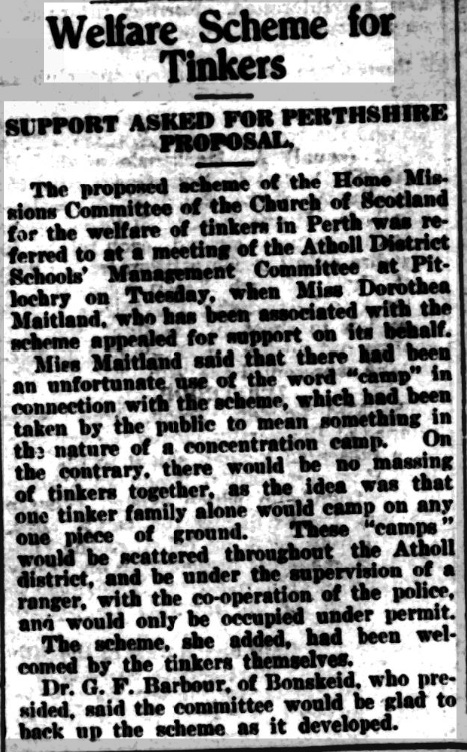 Welfare Scheme for
Tinkers
SUPPORT ASKED FOR PERTHSHIRE
PROPOSAL.
The proposed scheme of the Home Mis-
sions Committee of the Church of Scotland
for the welfare of tinkers in Perth was re-
ferred to at a meeting of the Atholl District
Schools' Management Committee at Pit-
lochry on Tuesday, when Miss Dorothea
Maitland, who has been associated with the
scheme appealed for support on its behalf.
Miss Maitland said that there had been
an unfortunate use of the word "camp" in
connection with the scheme, which had been
taken by the public to mean something in
the nature of a concentration camp. On
the contrary, there would be no massing
of tinkers together, as the idea was that
one tinker family alone would camp on any
one piece of ground. These "camps"
would be scattered throughout the Atholl
district, and be under the supervision of a
ranger, with the co-operation of the police,
and would only be occupied under permit.
The scheme, she added, had been wel-
comed by the tinkers themselves.
Dr. G. F. Barbour, of Bonskeid, who pre-
sided, said the committee would be glad to
back up the scheme as it developed.